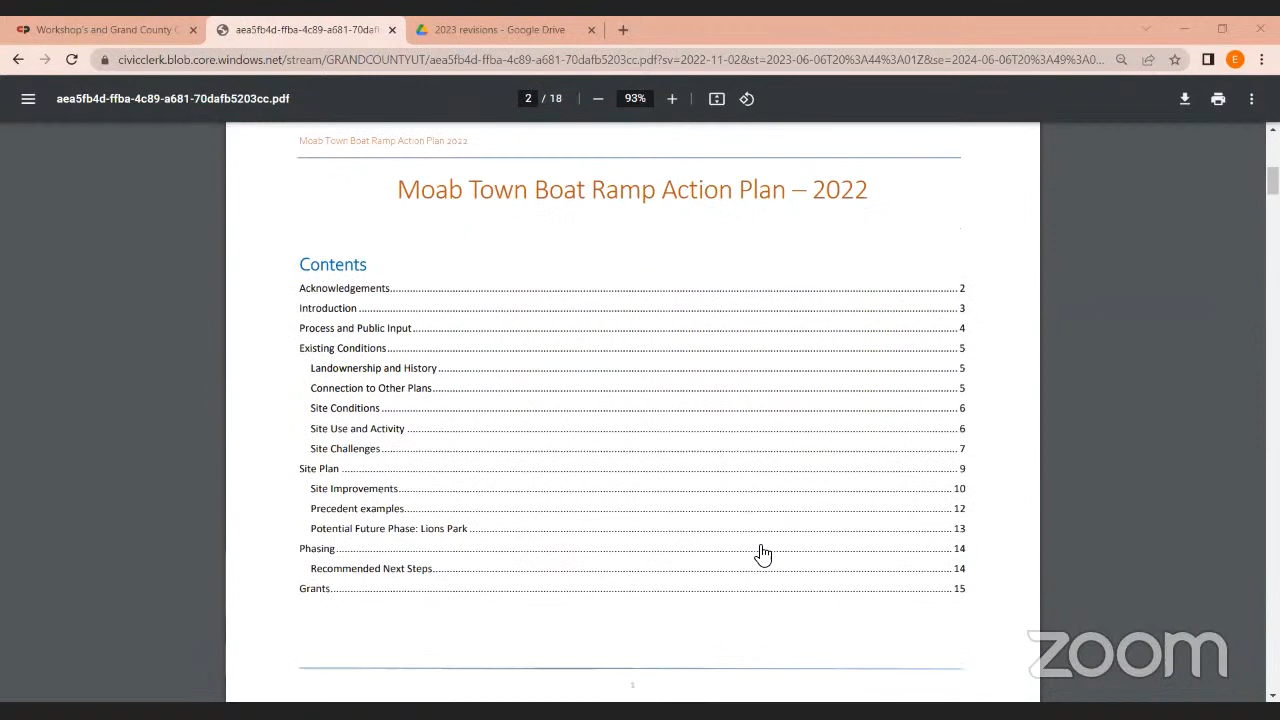 Workshop's and Grand County C
aea5fb4d-ffba-4c89-a681-70dafb
2023 revisions - Google Drive
civicclerk.blob.core.windows.net/stream/GRANDCOUNTYUT/aea5fb4d-ffba-4c89-a681-70dafb5203cc.pdf?sv=2022-11-02&st=2023-06-06T20%3A44%3A01Z&se=2024-06-06T20%3A49%3A0...
E
aea5fb4d-ffba-4c89-a681-70dafb5203cc.pdf
2 / 18
93%
Moab Town Boat Ramp Action Plan 2022
Moab Town Boat Ramp Action Plan – 2022
Contents
Acknowledgements 2
Introduction 3
Process and Public Input 4
Existing Conditions 5
Landownership and History 5
Connection to Other Plans 5
Site Conditions 6
Site Use and Activity 6
Site Challenges 7
Site Plan 9
Site Improvements 10
Precedent examples 12
Potential Future Phase: Lions Park 13
Phasing 14
Recommended Next Steps 14
Grants 15
1
zoom